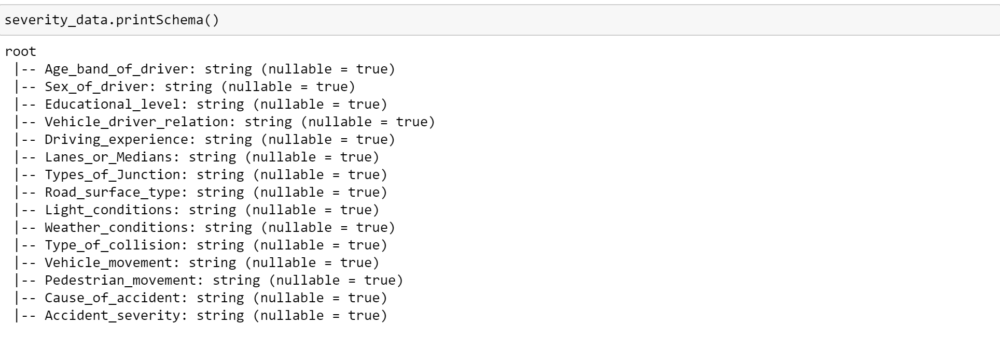 severity_data.printSchema()
root
|-- Age_band_of_driver: string (nullable = true)
|-- Sex_of_driver: string (nullable = true)
|-- Educational_level: string (nullable = true)
|-- Vehicle_driver_relation: string (nullable = true)
|-- Driving_experience: string (nullable = true)
|-- Lanes_or_Medians: string (nullable = true)
|-- Types_of_Junction: string (nullable = true)
|-- Road_surface_type: string (nullable = true)
|-- Light_conditions: string (nullable = true)
|-- Weather_conditions: string (nullable = true)
|-- Type_of_collision: string (nullable = true)
|-- Vehicle_movement: string (nullable = true)
|-- Pedestrian_movement: string (nullable = true)
|-- Cause_of_accident: string (nullable = true)
|-- Accident_severity: string (nullable = true)